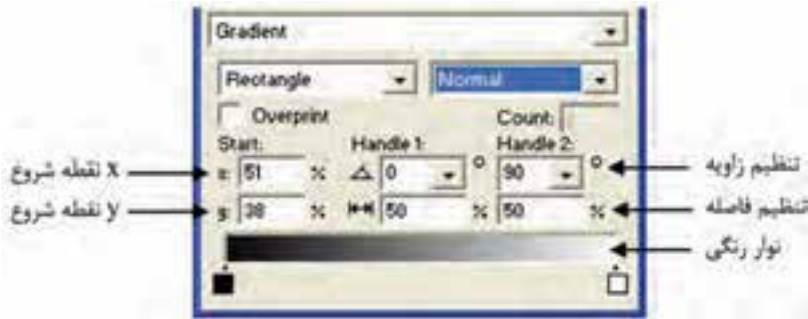 Gradient
Rectangle Normal
Overprint Count:
Start: Handle 1: Handle 2:
x نقطه شروع x: 51 % 0 ° 90 ° تنظیم زاویه
y نقطه شروع y: 38 % 50 % 50 % تنظیم فاصله
نوار رنگی